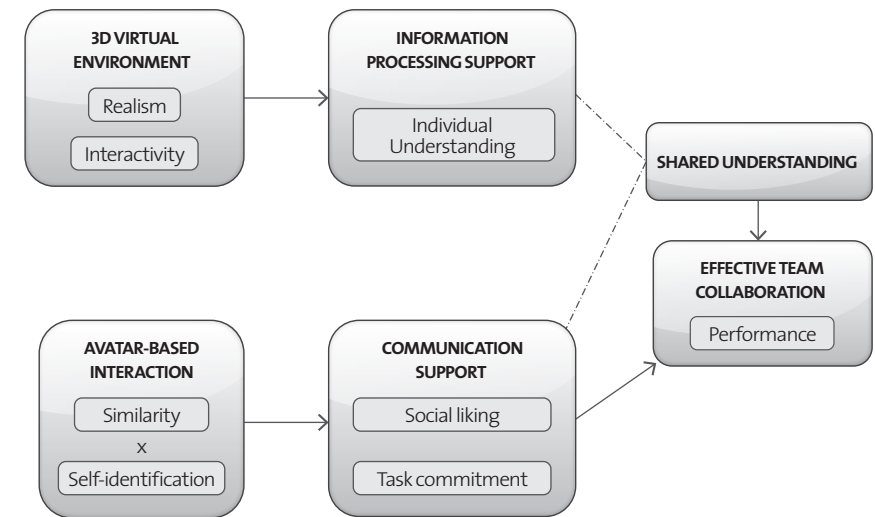 3D VIRTUAL
ENVIRONMENT
Realism
Interactivity
INFORMATION
PROCESSING SUPPORT
Individual
Understanding
SHARED UNDERSTANDING
EFFECTIVE TEAM
COLLABORATION
Performance
AVATAR-BASED
INTERACTION
Similarity
x
Self-identification
COMMUNICATION
SUPPORT
Social liking
Task commitment